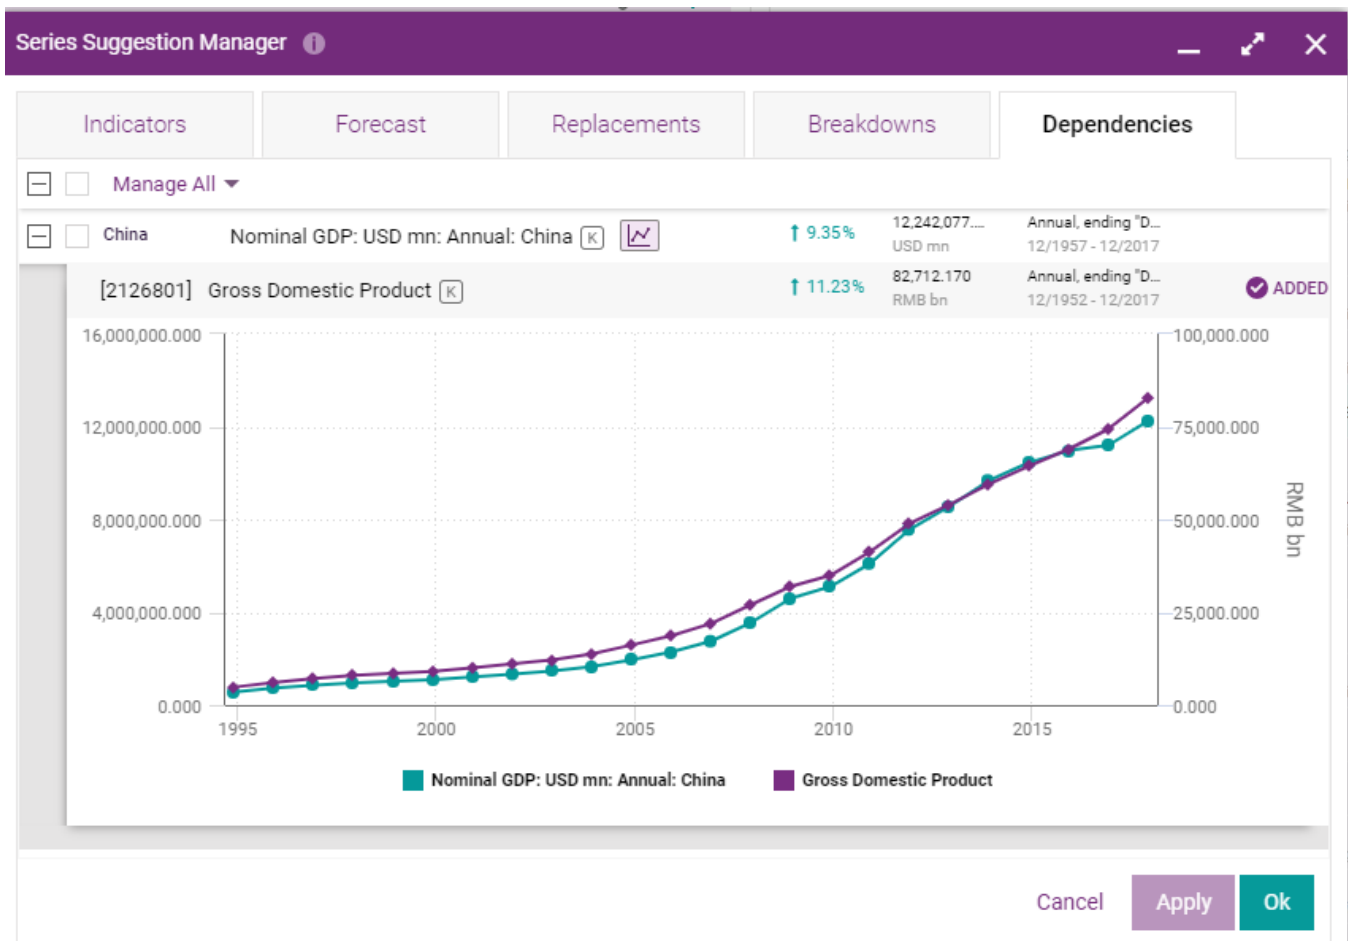 Series Suggestion Manager i
Indicators Forecast Replacements Breakdowns Dependencies
Manage All
China Nominal GDP: USD mn: Annual: China K 9.35% 12,242,077.... Annual, ending "D...
USD mn 12/1957 - 12/2017
[2126801] Gross Domestic Product K 11.23% 82,712.170 Annual, ending "D... ADDED
RMB bn 12/1952 - 12/2017
16,000,000.000 100,000.000
12,000,000.000 75,000.000
8,000,000.000 50,000.000
RMB bn
4,000,000.000 25,000.000
0.000 0.000
1995 2000 2005 2010 2015
Nominal GDP: USD mn: Annual: China Gross Domestic Product
Cancel Apply Ok